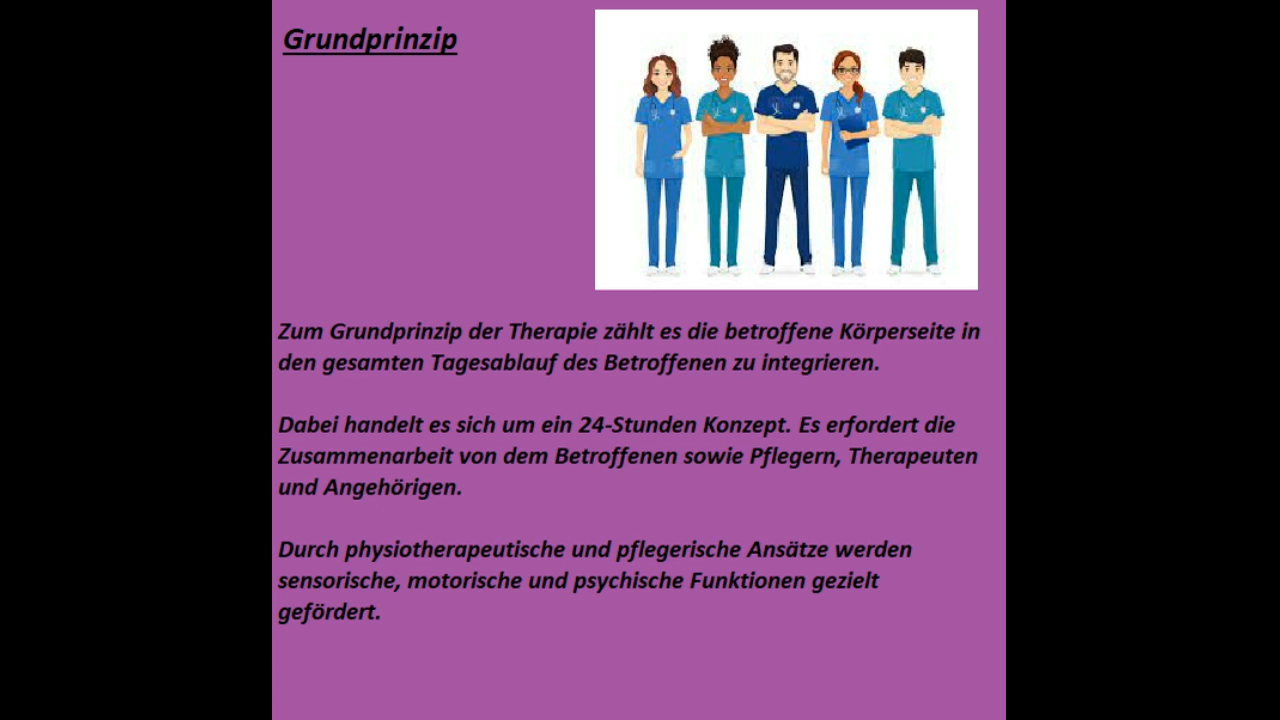 Grundprinzip
Zum Grundprinzip der Therapie zählt es die betroffene Körperseite in
den gesamten Tagesablauf des Betroffenen zu integrieren.
Dabei handelt es sich um ein 24-Stunden Konzept. Es erfordert die
Zusammenarbeit von dem Betroffenen sowie Pflegern, Therapeuten
und Angehörigen.
Durch physiotherapeutische und pflegerische Ansätze werden
sensorische, motorische und psychische Funktionen gezielt
gefördert.